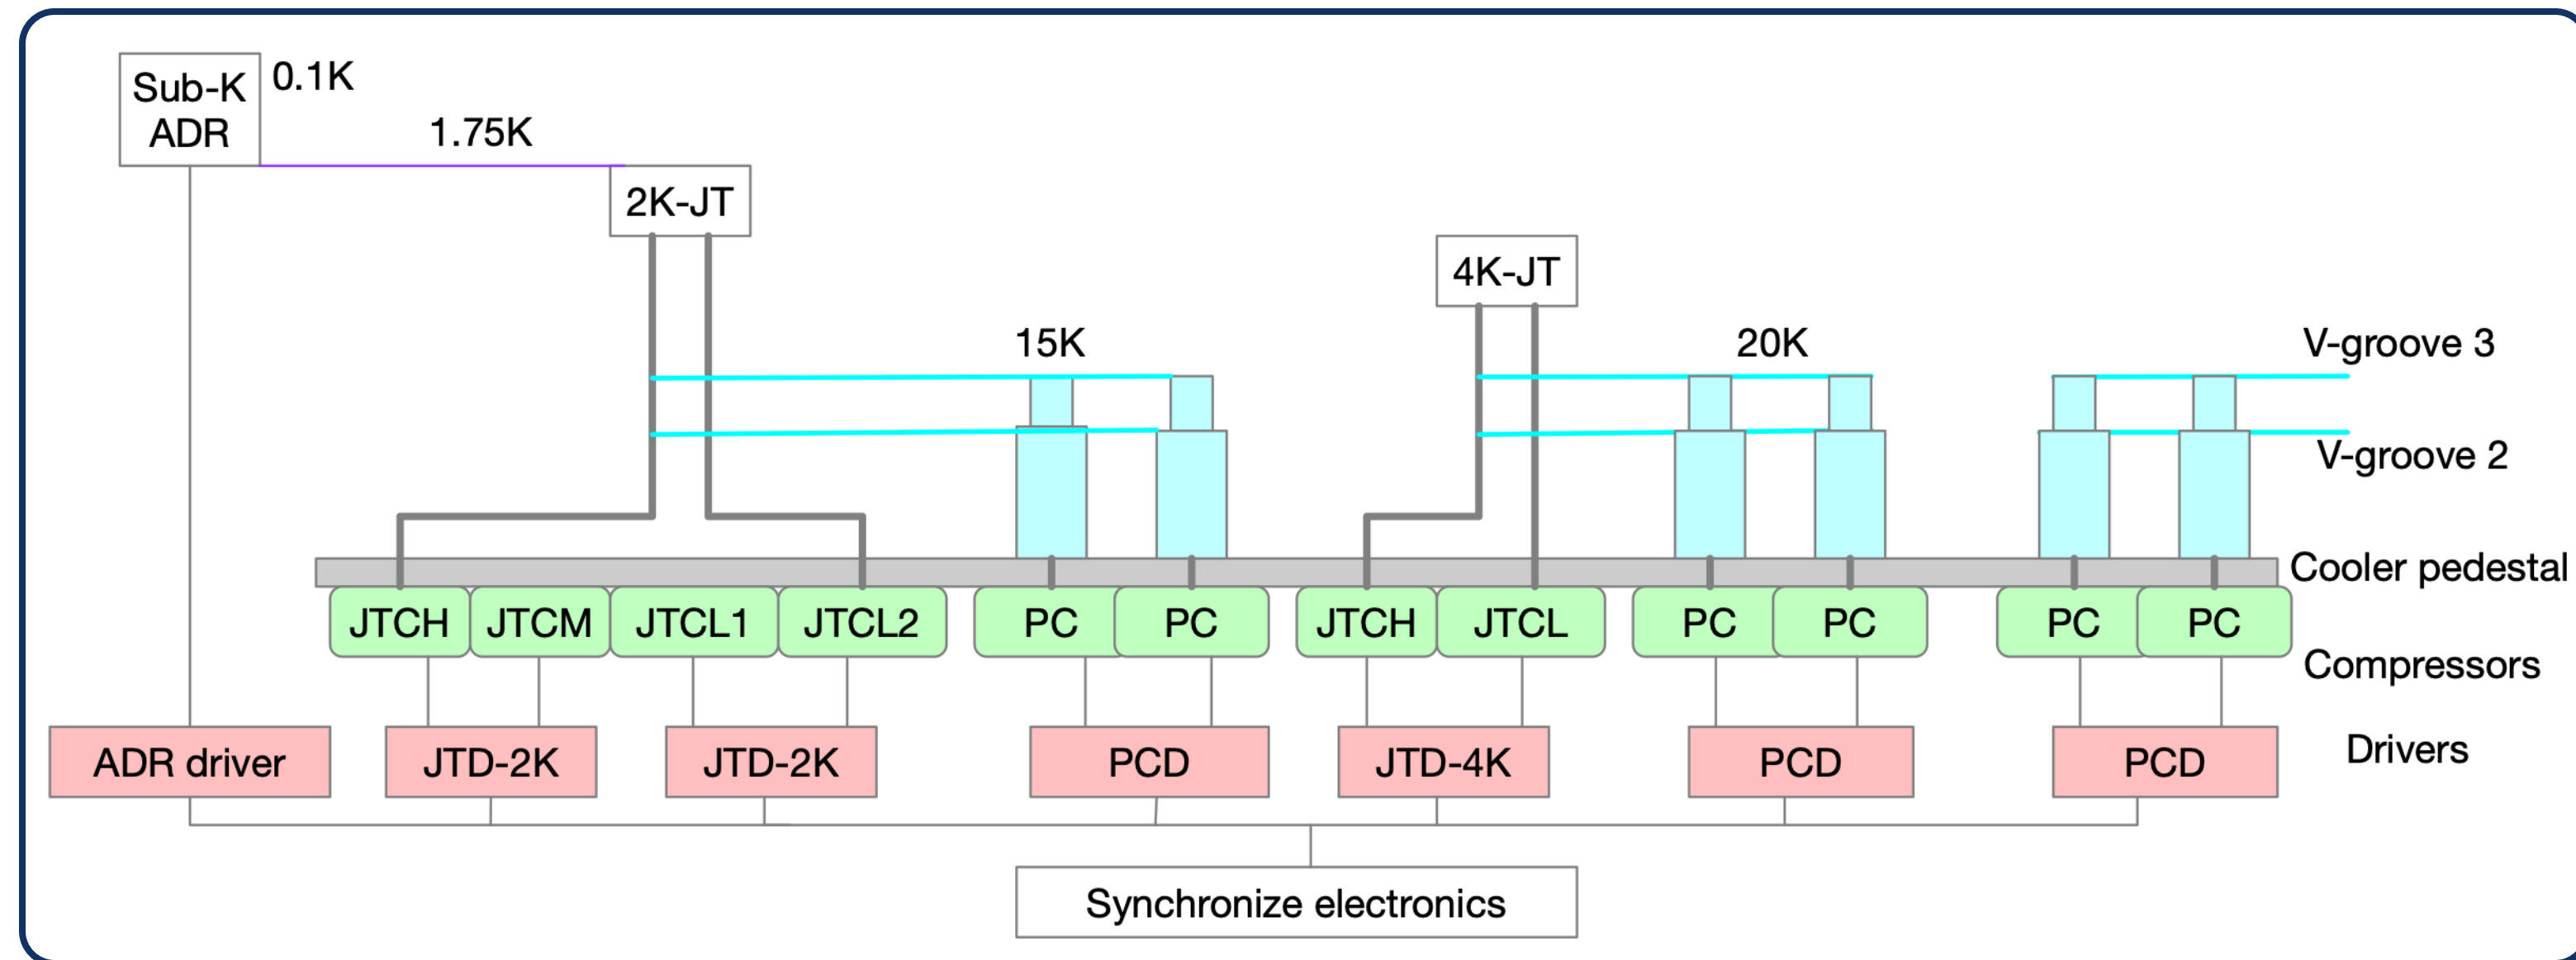 Sub-K
ADR
0.1K
1.75K
2K-JT
4K-JT
15K
20K
V-groove 3
V-groove 2
Cooler pedestal
JTCH
JTCM
JTCL1
JTCL2
PC
PC
JTCH
JTCL
PC
PC
PC
PC
Compressors
ADR driver
JTD-2K
JTD-2K
PCD
JTD-4K
PCD
PCD
Drivers
Synchronize electronics